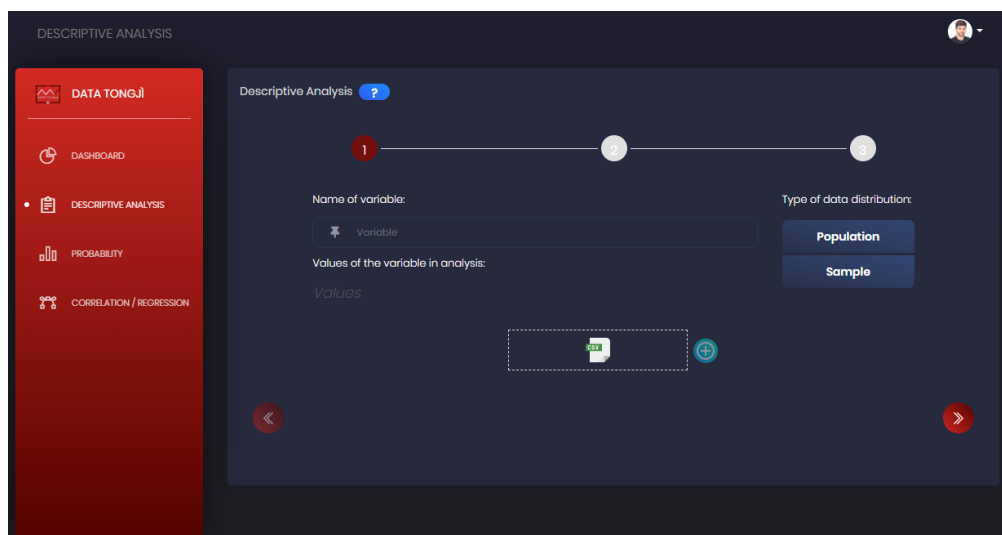 DESCRIPTIVE ANALYSIS
DATA TONGJÌ
DASHBOARD
DESCRIPTIVE ANALYSIS
PROBABILITY
CORRELATION / REGRESSION
Descriptive Analysis ?
1 2 3
Name of variable:
Variable
Values of the variable in analysis:
Values
CSV
Type of data distribution:
Population
Sample